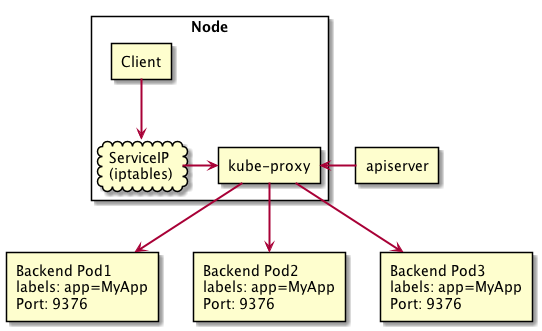 Node
Client
ServiceIP
(iptables)
kube-proxy
apiserver
Backend Pod1
labels: app=MyApp
Port: 9376
Backend Pod2
labels: app=MyApp
Port: 9376
Backend Pod3
labels: app=MyApp
Port: 9376